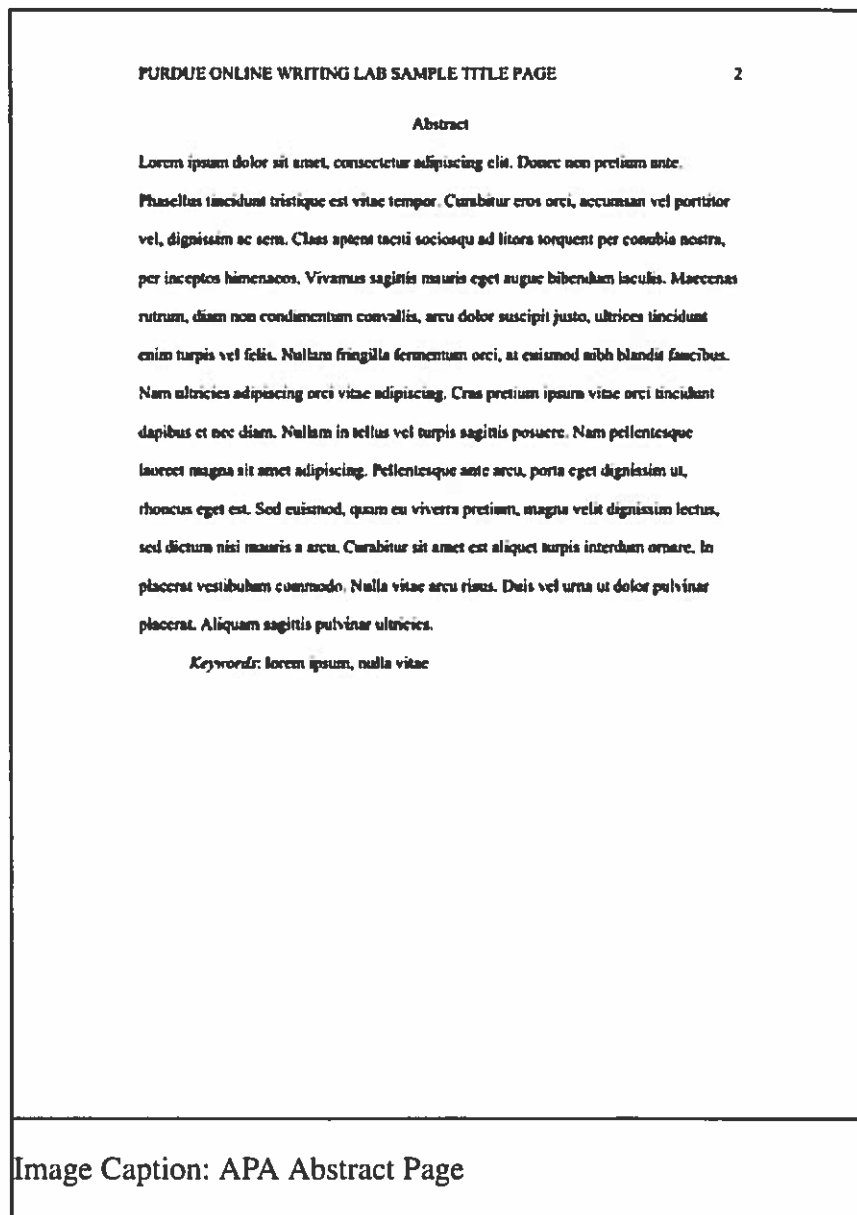 PURDUE ONLINE WRITING LAB SAMPLE TITLE PAGE 2
Abstract
Lorem ipsum dolor sit amet, consectetur adipiscing elit. Donec non pretium ante.
Phasellus tincidunt tristique est vitae tempor. Curabitur eros orci, accumsan vel porttitor
vel, dignissim ac sem. Class aptent taciti sociosqu ad litora torquent per conubia nostra,
per inceptos himenaeos. Vivamus sagittis mauris eget augue bibendum iaculis. Maecenas
rutrum, diam non condimentum convallis, arcu dolor suscipit justo, ultrices tincidunt
enim turpis vel felis. Nullam fringilla fermentum orci, at euismod nibh blandit faucibus.
Nam ultricies adipiscing orci vitae adipiscing. Cras pretium ipsum vitae orci tincidunt
dapibus et nec diam. Nullam in tellus vel turpis sagittis posuere. Nam pellentesque
laoreet magna sit amet adipiscing. Pellentesque ante arcu, porta eget dignissim ut,
rhoncus eget est. Sed euismod, quam eu viverra pretium, magna velit dignissim lectus,
sed dictum nisi mauris a arcu. Curabitur sit amet est aliquet turpis interdum ornare. In
placerat vestibulum commodo. Nulla vitae arcu risus. Duis vel urna ut dolor pulvinar
placerat. Aliquam sagittis pulvinar ultricies.
Keywords: lorem ipsum, nulla vitae
Image Caption: APA Abstract Page